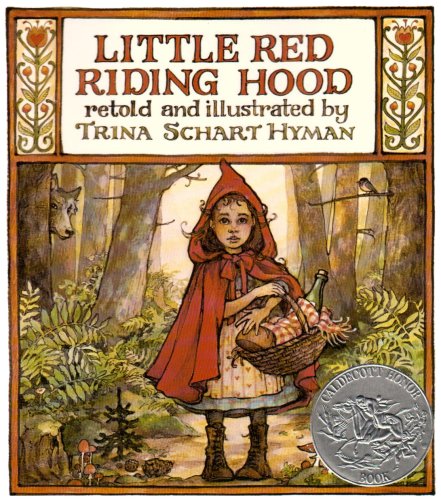 LITTLE RED
RIDING HOOD
retold and illustrated by
TRINA SCHART HYMAN
CALDECOTT HONOR
BOOK